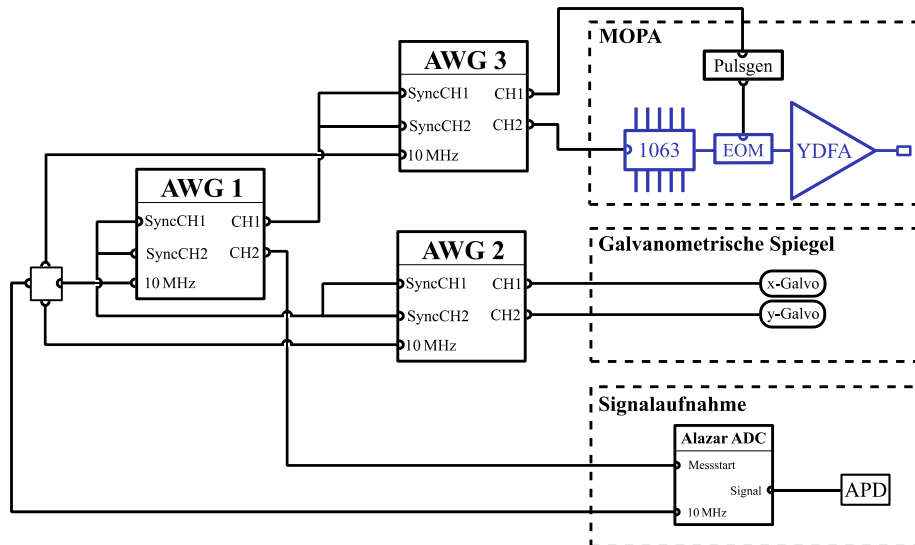 MOPA
AWG 3
SyncCH1
CH1
SyncCH2
CH2
10 MHz
Pulsgen
1063
EOM
YDFA
AWG 1
SyncCH1
CH1
SyncCH2
CH2
10 MHz
AWG 2
SyncCH1
CH1
SyncCH2
CH2
10 MHz
Galvanometrische Spiegel
x-Galvo
y-Galvo
Signalaufnahme
Alazar ADC
Messstart
Signal
10 MHz
APD